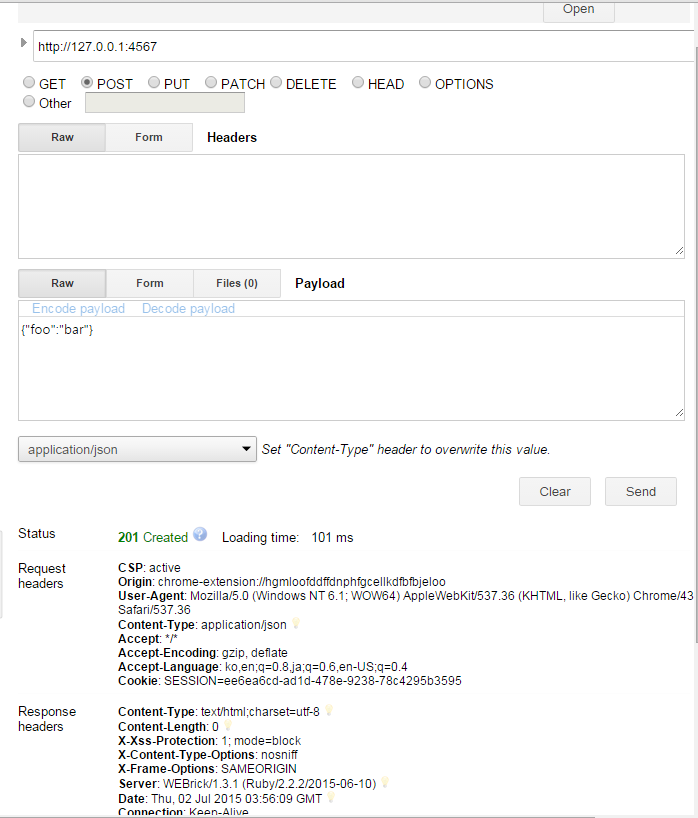 Open
http://127.0.0.1:4567
GET POST PUT PATCH DELETE HEAD OPTIONS
Other
Raw Form Headers
Raw Form Files (0) Payload
Encode payload Decode payload
{"foo":"bar"}
application/json Set "Content-Type" header to overwrite this value.
Clear Send
Status 201 Created ? Loading time: 101 ms
Request headers
CSP: active
Origin: chrome-extension://hgmloofddffdnphfgcellkdfbfbjeloo
User-Agent: Mozilla/5.0 (Windows NT 6.1; WOW64) AppleWebKit/537.36 (KHTML, like Gecko) Chrome/43
Safari/537.36
Content-Type: application/json
Accept: */*
Accept-Encoding: gzip, deflate
Accept-Language: ko,en;q=0.8,ja;q=0.6,en-US;q=0.4
Cookie: SESSION=ee6ea6cd-ad1d-478e-9238-78c4295b3595
Response headers
Content-Type: text/html;charset=utf-8
Content-Length: 0
X-Xss-Protection: 1; mode=block
X-Content-Type-Options: nosniff
X-Frame-Options: SAMEORIGIN
Server: WEBrick/1.3.1 (Ruby/2.2.2/2015-06-10)
Date: Thu, 02 Jul 2015 03:56:09 GMT
Connection: Keep-Alive